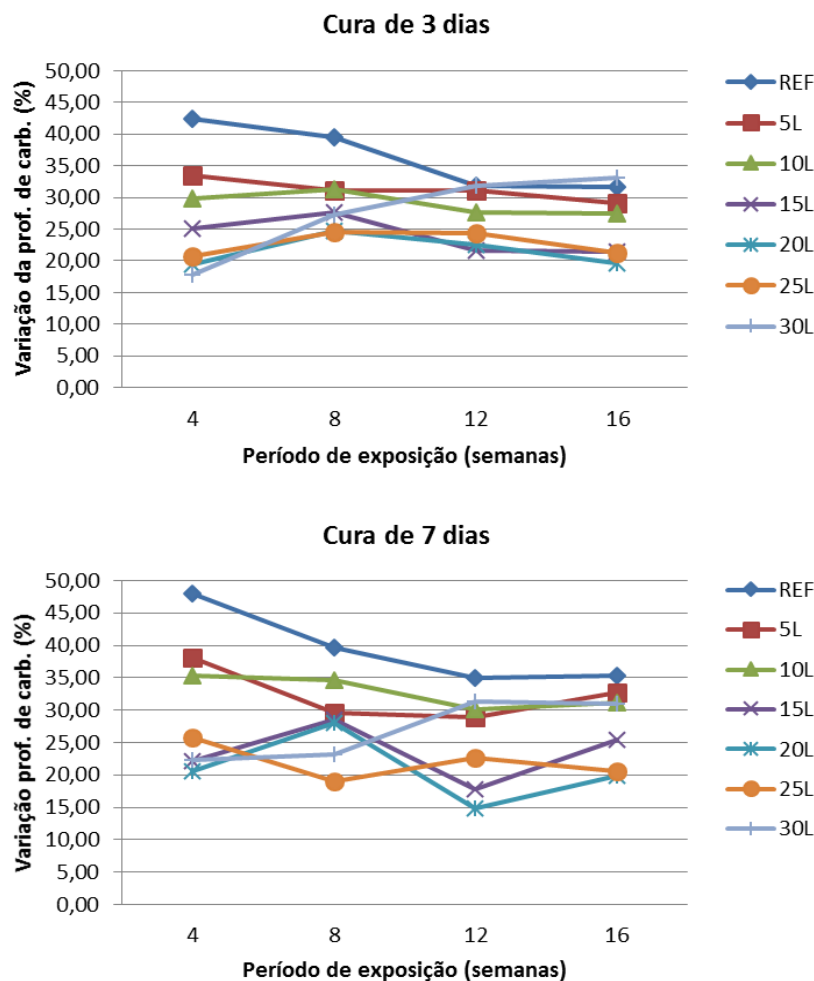 Cura de 3 dias
Variação da prof. de carb. (%)
50,00
45,00
40,00
35,00
30,00
25,00
20,00
15,00
10,00
5,00
0,00
4 8 12 16
Período de exposição (semanas)
REF
5L
10L
15L
20L
25L
30L
Cura de 7 dias
Variação prof. de carb. (%)
50,00
45,00
40,00
35,00
30,00
25,00
20,00
15,00
10,00
5,00
0,00
4 8 12 16
Período de exposição (semanas)
REF
5L
10L
15L
20L
25L
30L